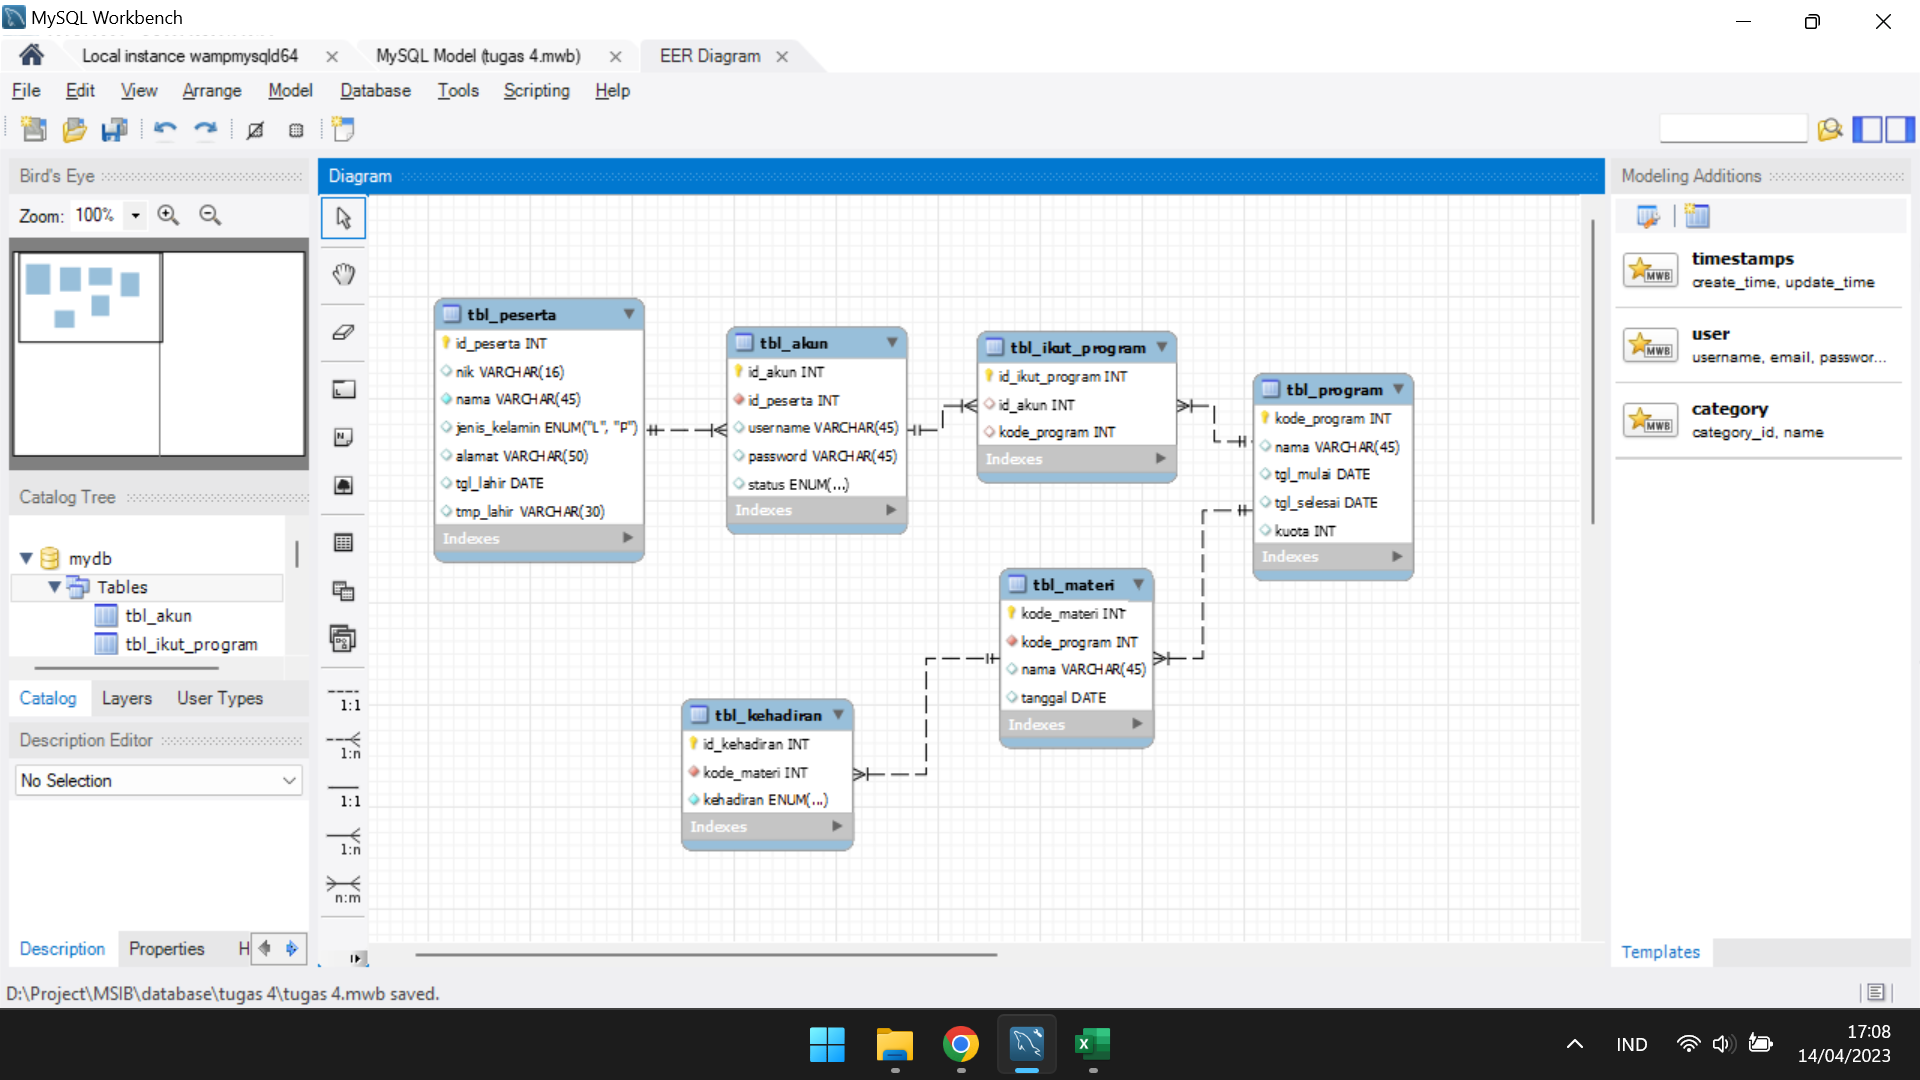 MySQL Workbench
Local instance wampmysqld64
MySQL Model (tugas 4.mwb)
EER Diagram
File Edit View Arrange Model Database Tools Scripting Help
Bird's Eye
Zoom: 100%
Catalog Tree
mydb
Tables
tbl_akun
tbl_ikut_program
Catalog Layers User Types
Description Editor
No Selection
Description Properties H
Diagram
1:1
1:n
1:1
1:n
n:m
tbl_peserta
id_peserta INT
nik VARCHAR(16)
nama VARCHAR(45)
jenis_kelamin ENUM("L", "P")
alamat VARCHAR(50)
tgl_lahir DATE
tmp_lahir VARCHAR(30)
Indexes
tbl_akun
id_akun INT
id_peserta INT
username VARCHAR(45)
password VARCHAR(45)
status ENUM(...)
Indexes
tbl_ikut_program
id_ikut_program INT
id_akun INT
kode_program INT
Indexes
tbl_program
kode_program INT
nama VARCHAR(45)
tgl_mulai DATE
tgl_selesai DATE
kuota INT
Indexes
tbl_materi
kode_materi INT
kode_program INT
nama VARCHAR(45)
tanggal DATE
Indexes
tbl_kehadiran
id_kehadiran INT
kode_materi INT
kehadiran ENUM(...)
Indexes
Modeling Additions
MWB
timestamps
create_time, update_time
MWB
user
username, email, passwor...
MWB
category
category_id, name
Templates
D:\Project\MSIB\database\tugas 4\tugas 4.mwb saved.
IND
17:08
14/04/2023